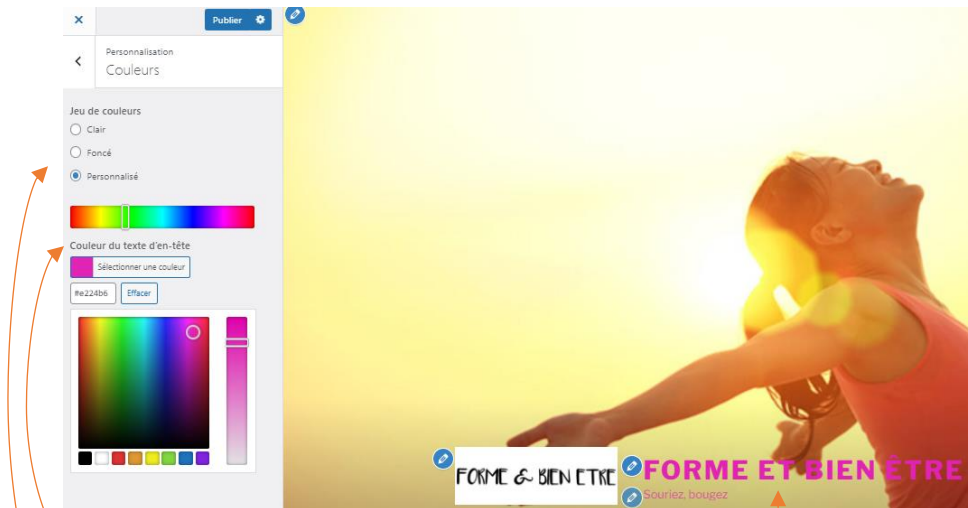 Publier
Personnalisation
Couleurs
Jeu de couleurs
Clair
Foncé
Personnalisé
Couleur du texte d'en-tête
Sélectionner une couleur
#e224b6
Effacer
FORME & BIEN ETRE
FORME ET BIEN ÊTRE
Souriez, bougez